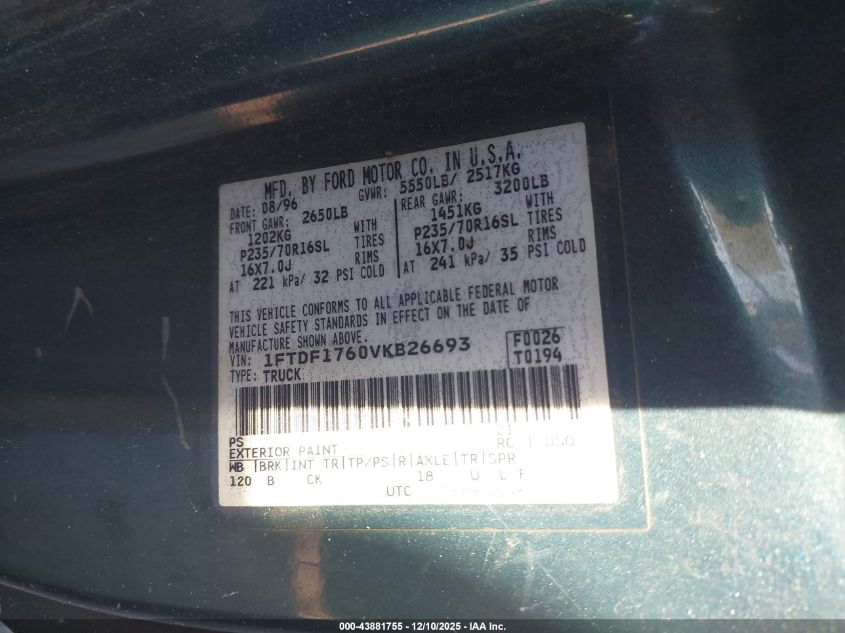 MFD. BY FORD MOTOR CO. IN U.S.A.
DATE: 08/96 GVWR: 5550LB/ 2517KG
FRONT GAWR: 2650LB REAR GAWR: 3200LB
1202KG WITH 1451KG WITH
P235/70R16SL TIRES P235/70R16SL TIRES
16X7.0J RIMS 16X7.0J RIMS
AT 221 kPa/ 32 PSI COLD AT 241 kPa/ 35 PSI COLD
THIS VEHICLE CONFORMS TO ALL APPLICABLE FEDERAL MOTOR
VEHICLE SAFETY STANDARDS IN EFFECT ON THE DATE OF
MANUFACTURE SHOWN ABOVE.
VIN: 1FTDF1760VKB26693 F0026
TYPE: TRUCK T0194
PS
EXTERIOR PAINT
WB |BRK|INT TR|TP/PS|R|AXLE|TR|SPR
120 B CK 18 U
UTC
000-43881755 - 12/10/2025 - IAA Inc.